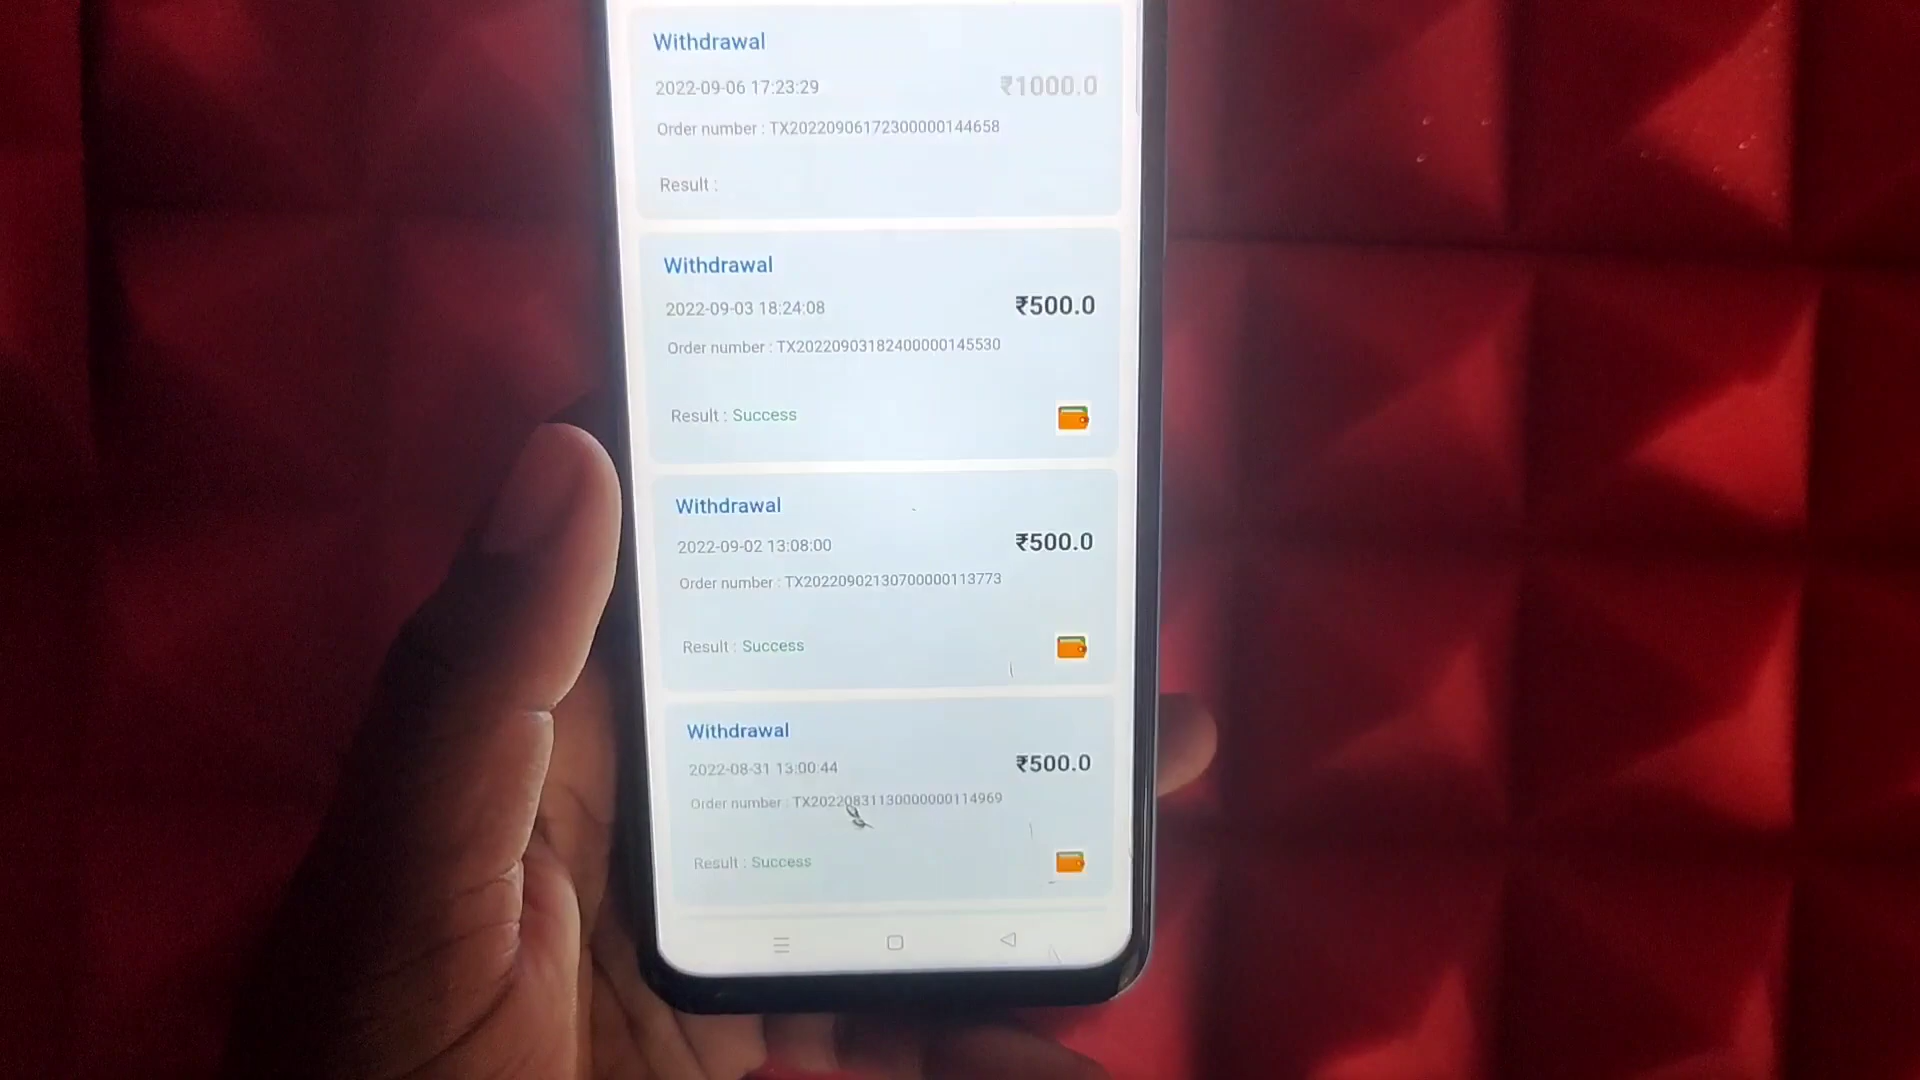 Withdrawal
2022-09-06 17:23:29 ₹1000.0
Order number : TX20220906172300000144658
Result :
Withdrawal
2022-09-03 18:24:08 ₹500.0
Order number : TX20220903182400000145530
Result : Success
Withdrawal
2022-09-02 13:08:00 ₹500.0
Order number : TX20220902130700000113773
Result : Success
Withdrawal
2022-08-31 13:00:44 ₹500.0
Order number : TX20220831130000000114969
Result : Success